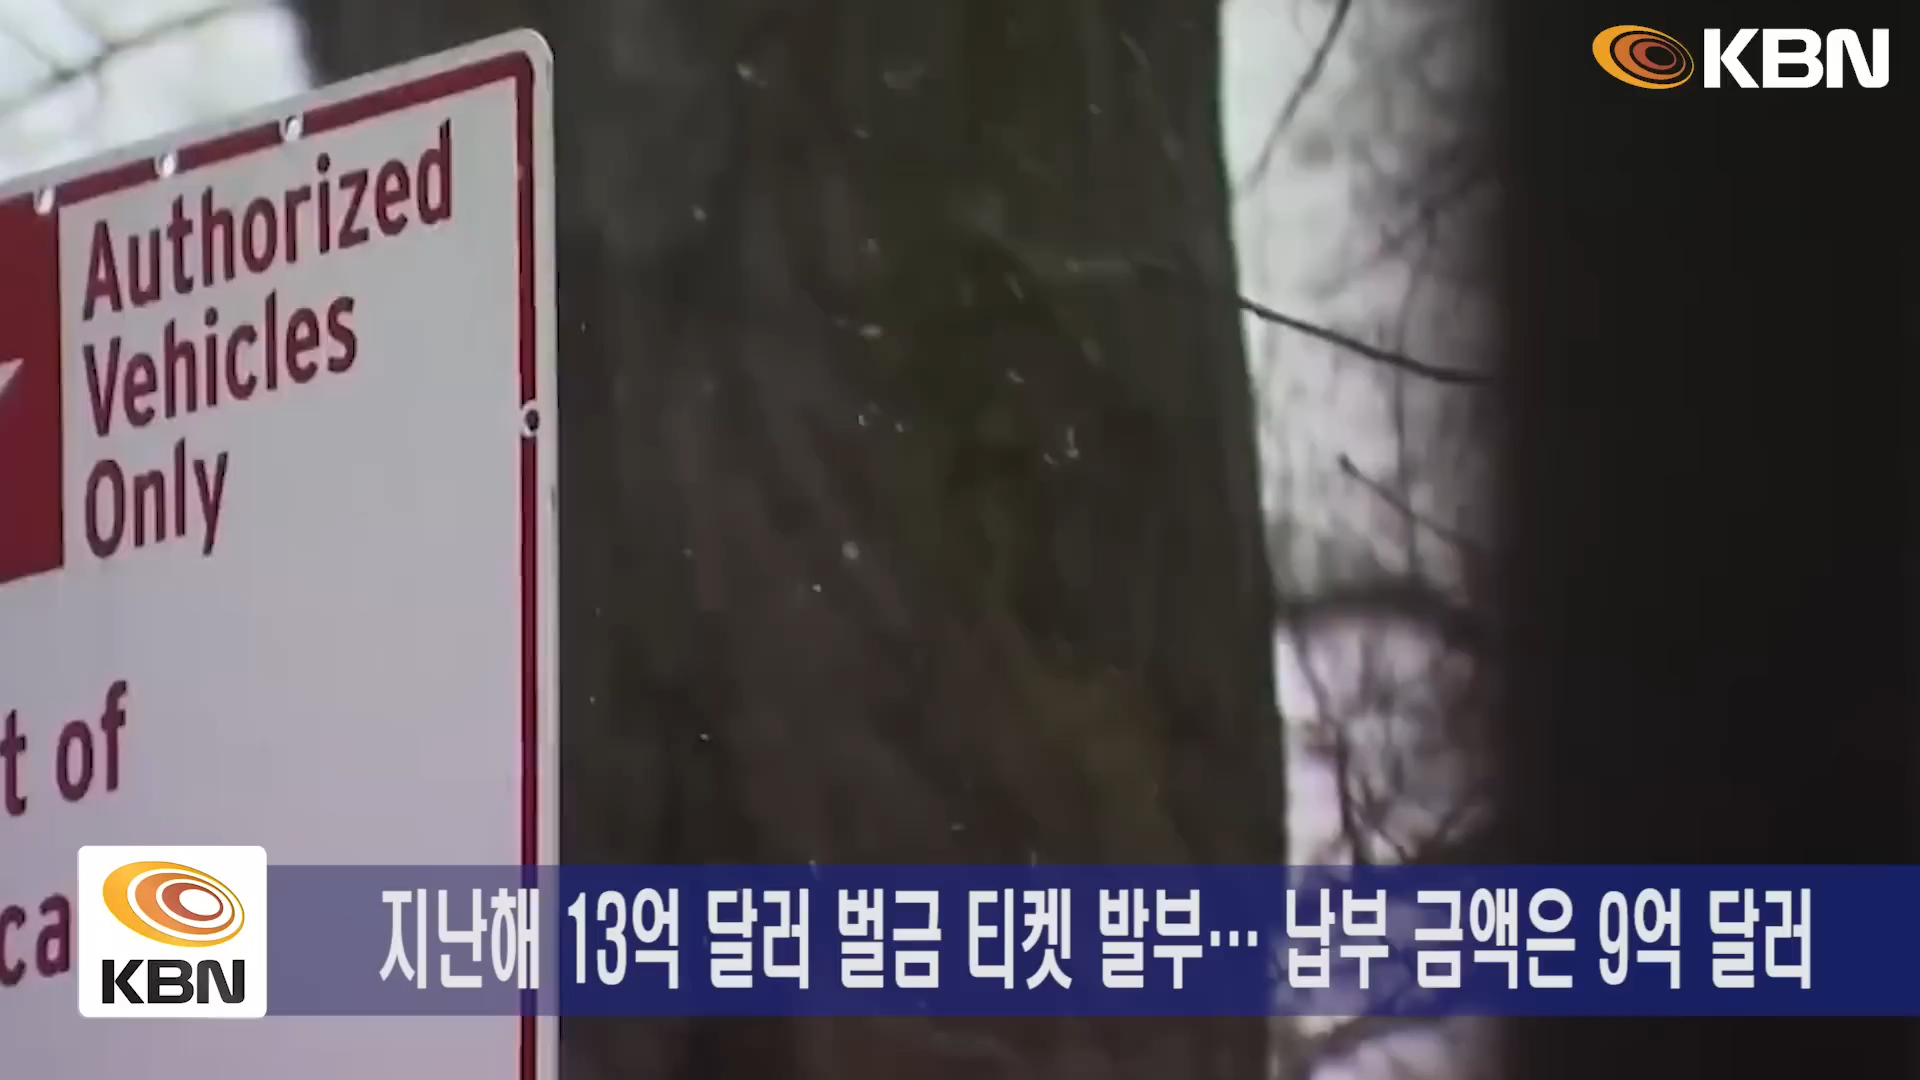 KBN
Authorized
Vehicles
Only
t of
ca
KBN
지난해 13억 달러 벌금 티켓 발부… 납부 금액은 9억 달러